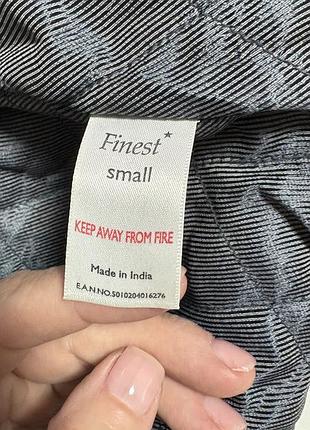 Finest*
small
KEEP AWAY FROM FIRE
Made in India
E.A.N.NO.5010204016276